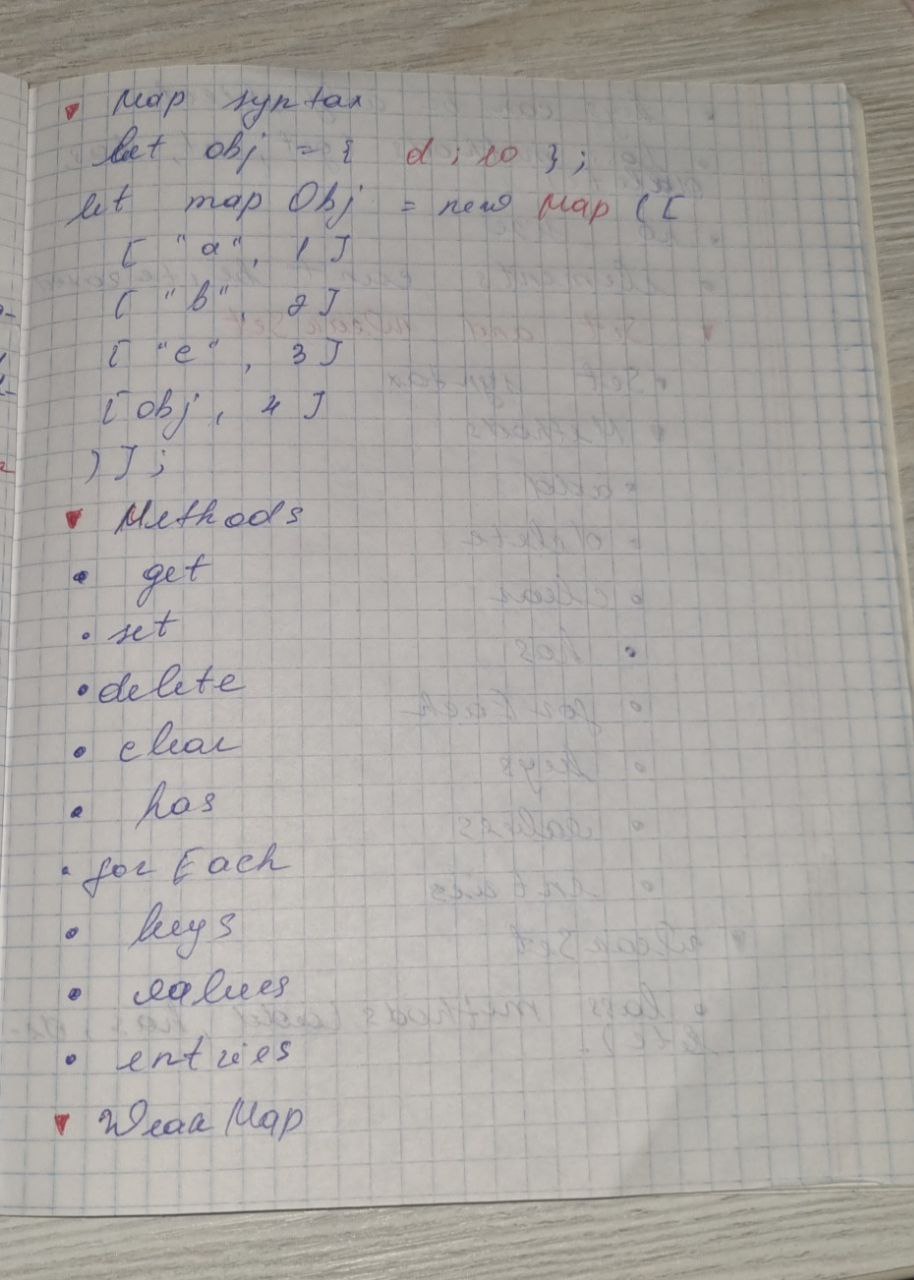 Map syntax
let obj = { d ; 10 } ;
let map Obj = new Map ( [
[ "a", 1 ]
[ "b", 2 ]
[ "c", 3 ]
[ obj, 4 ]
) ] ;
Methods
• get
• set
• delete
• clear
• has
• for Each
• keys
• values
• entries
Weak Map